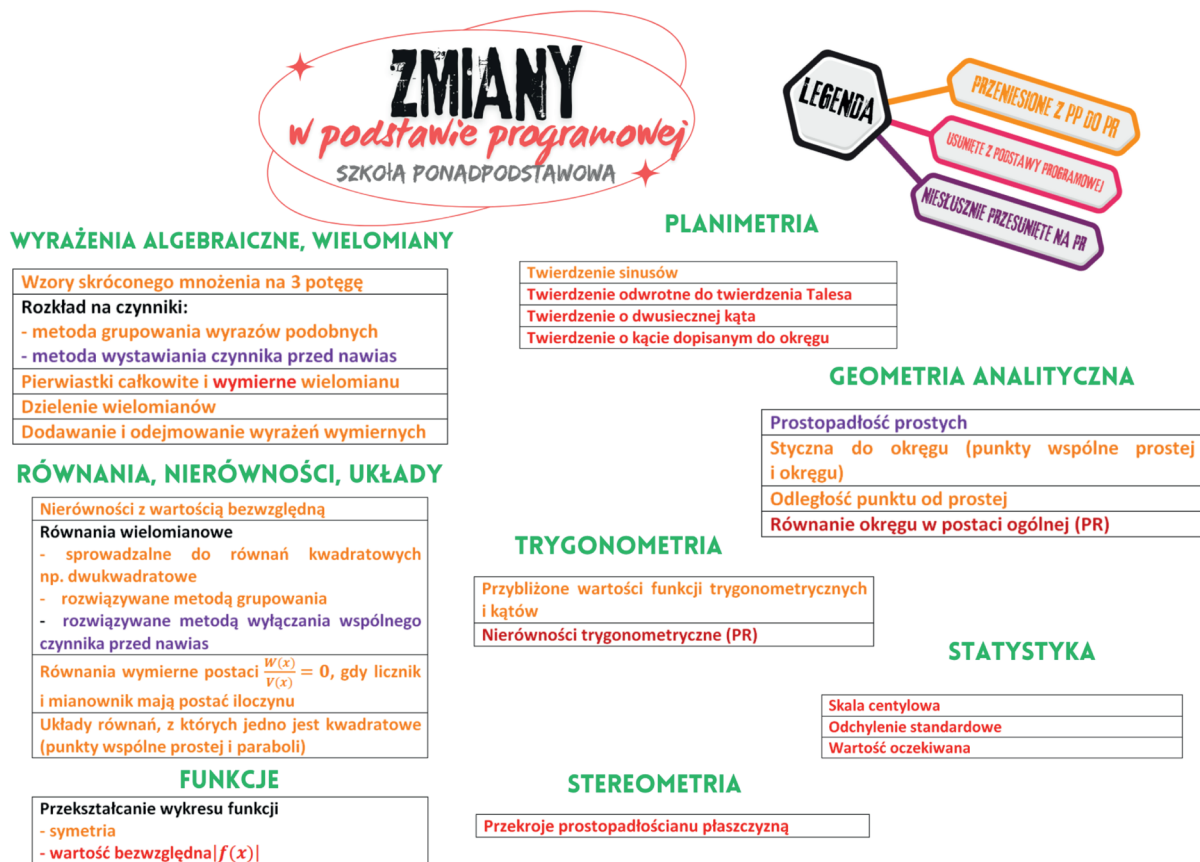 ZMIANY
w podstawie programowej
SZKOŁA PONADPODSTAWOWA
LEGENDA
PRZENIESIONE Z PP DO PR
USUNIĘTE Z PODSTAWY PROGRAMOWEJ
NIESŁUSZNIE PRZESUNIĘTE NA PR
WYRAŻENIA ALGEBRAICZNE, WIELOMIANY
Wzory skróconego mnożenia na 3 potęgę
Rozkład na czynniki:
- metoda grupowania wyrazów podobnych
- metoda wystawiania czynnika przed nawias
Pierwiastki całkowite i wymierne wielomianu
Dzielenie wielomianów
Dodawanie i odejmowanie wyrażeń wymiernych
RÓWNANIA, NIERÓWNOŚCI, UKŁADY
Nierówności z wartością bezwzględną
Równania wielomianowe
- sprowadzalne do równań kwadratowych
np. dwukwadratowe
- rozwiązywane metodą grupowania
- rozwiązywane metodą wyłączania wspólnego
czynnika przed nawias
Równania wymierne postaci W(x)/V(x) = 0, gdy licznik
i mianownik mają postać iloczynu
Układy równań, z których jedno jest kwadratowe
(punkty wspólne prostej i paraboli)
FUNKCJE
Przekształcanie wykresu funkcji
- symetria
- wartość bezwzględna|f(x)|
PLANIMETRIA
Twierdzenie sinusów
Twierdzenie odwrotne do twierdzenia Talesa
Twierdzenie o dwusiecznej kąta
Twierdzenie o kącie dopisanym do okręgu
GEOMETRIA ANALITYCZNA
Prostopadłość prostych
Styczna do okręgu (punkty wspólne prostej
i okręgu)
Odległość punktu od prostej
Równanie okręgu w postaci ogólnej (PR)
TRYGONOMETRIA
Przybliżone wartości funkcji trygonometrycznych
i kątów
Nierówności trygonometryczne (PR)
STATYSTYKA
Skala centylowa
Odchylenie standardowe
Wartość oczekiwana
STEREOMETRIA
Przekroje prostopadłościanu płaszczyzną